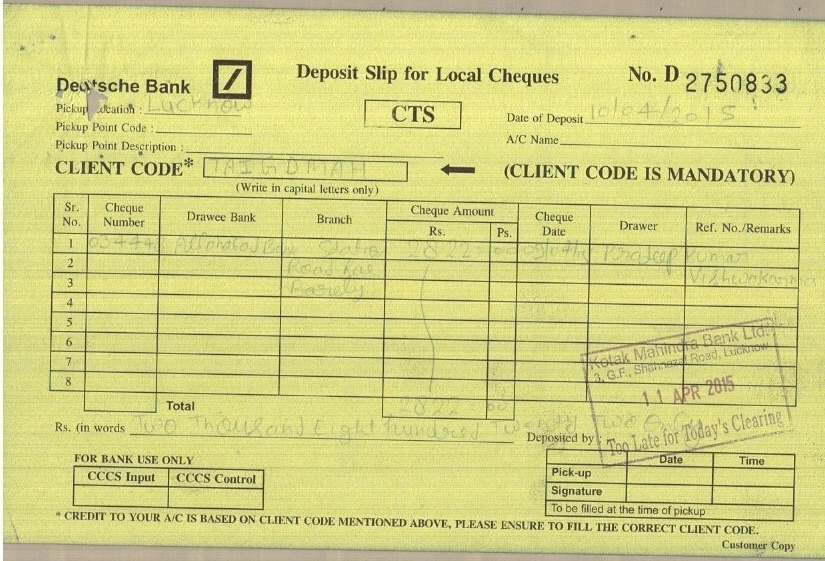 Deutsche Bank
Deposit Slip for Local Cheques
No. D 2750833
Pickup Location : Lucknow
CTS
Date of Deposit 10/04/2015
Pickup Point Code :
A/C Name
Pickup Point Description :
CLIENT CODE* TAIGDMAH (CLIENT CODE IS MANDATORY)
(Write in capital letters only)
Sr. No. Cheque Number Drawee Bank Branch Cheque Amount Rs. Ps. Cheque Date Drawer Ref. No./Remarks
1 Allahabad Bank Station 2822 Pradeep Kumar
2 Road Rae Vishwakarma
3 Barely
4
5
6
7
8
Total 2822 00
Rs. (in words Two Thousand Eight hundred Twenty Two Only
Deposited by :
Kotak Mahindra Bank Ltd.
3, G.F., Shahnazaf Road, Lucknow
11 APR 2015
Too Late for Today's Clearing
FOR BANK USE ONLY
CCCS Input CCCS Control
Date Time
Pick-up
Signature
To be filled at the time of pickup
* CREDIT TO YOUR A/C IS BASED ON CLIENT CODE MENTIONED ABOVE, PLEASE ENSURE TO FILL THE CORRECT CLIENT CODE.
Customer Copy